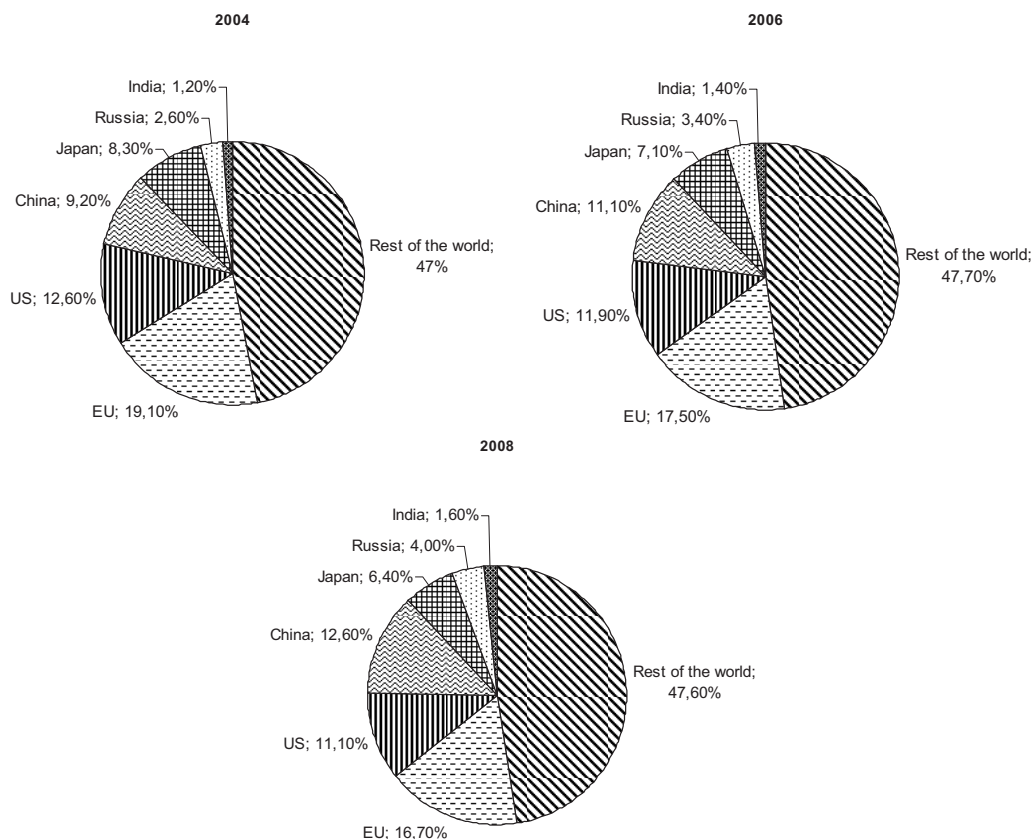 2004
India; 1,20%
Russia; 2,60%
Japan; 8,30%
China; 9,20%
US; 12,60%
EU; 19,10%
Rest of the world;
47%
2006
India; 1,40%
Russia; 3,40%
Japan; 7,10%
China; 11,10%
US; 11,90%
EU; 17,50%
Rest of the world;
47,70%
2008
India; 1,60%
Russia; 4,00%
Japan; 6,40%
China; 12,60%
US; 11,10%
EU; 16,70%
Rest of the world;
47,60%